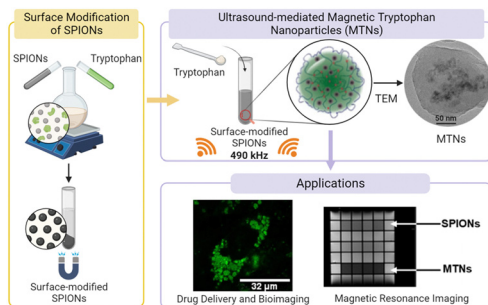 Surface Modification
of SPIONs
SPIONs
Tryptophan
Surface-modified
SPIONs
Ultrasound-mediated Magnetic Tryptophan
Nanoparticles (MTNs)
Tryptophan
Surface-modified
SPIONs
490 kHz
TEM
50 nm
MTNs
Applications
32 µm
Drug Delivery and Bioimaging
SPIONs
MTNs
Magnetic Resonance Imaging